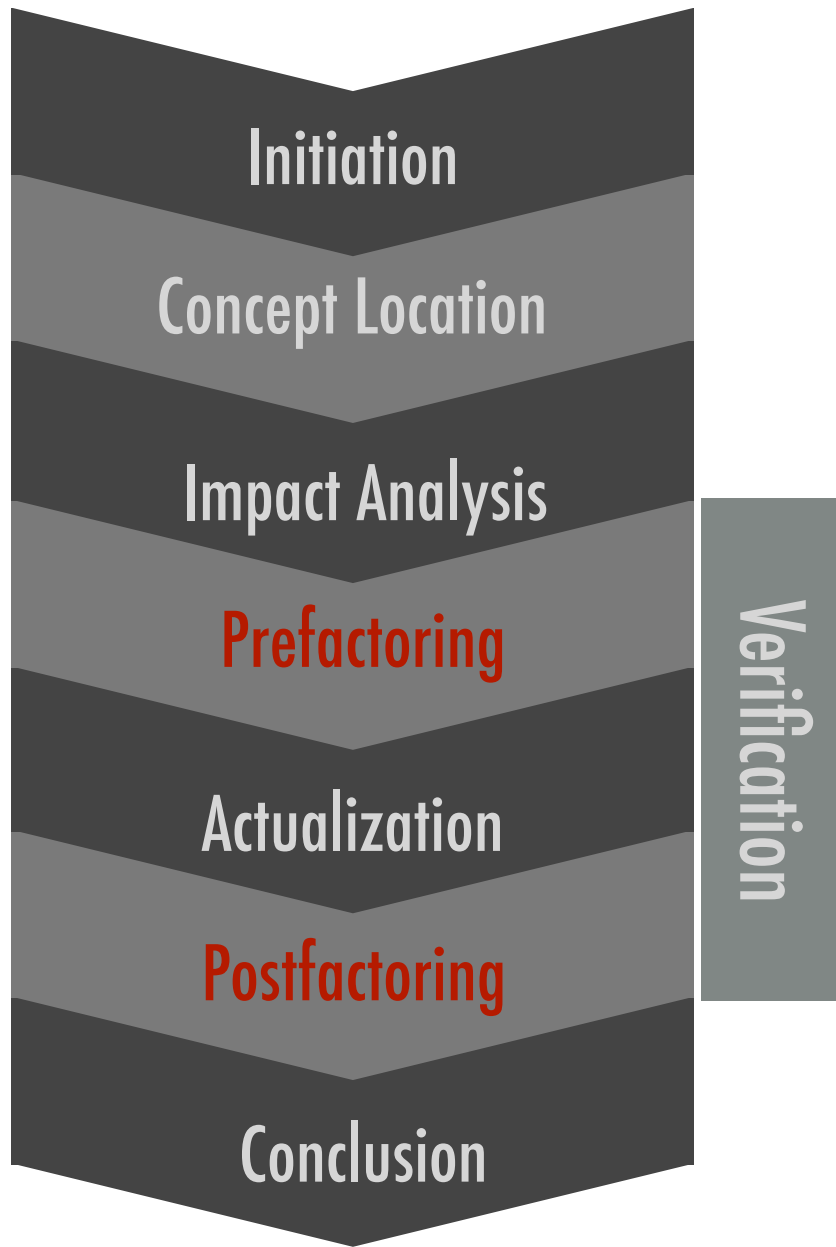 Initiation
Concept Location
Impact Analysis
Prefactoring
Actualization
Postfactoring
Conclusion
Verification